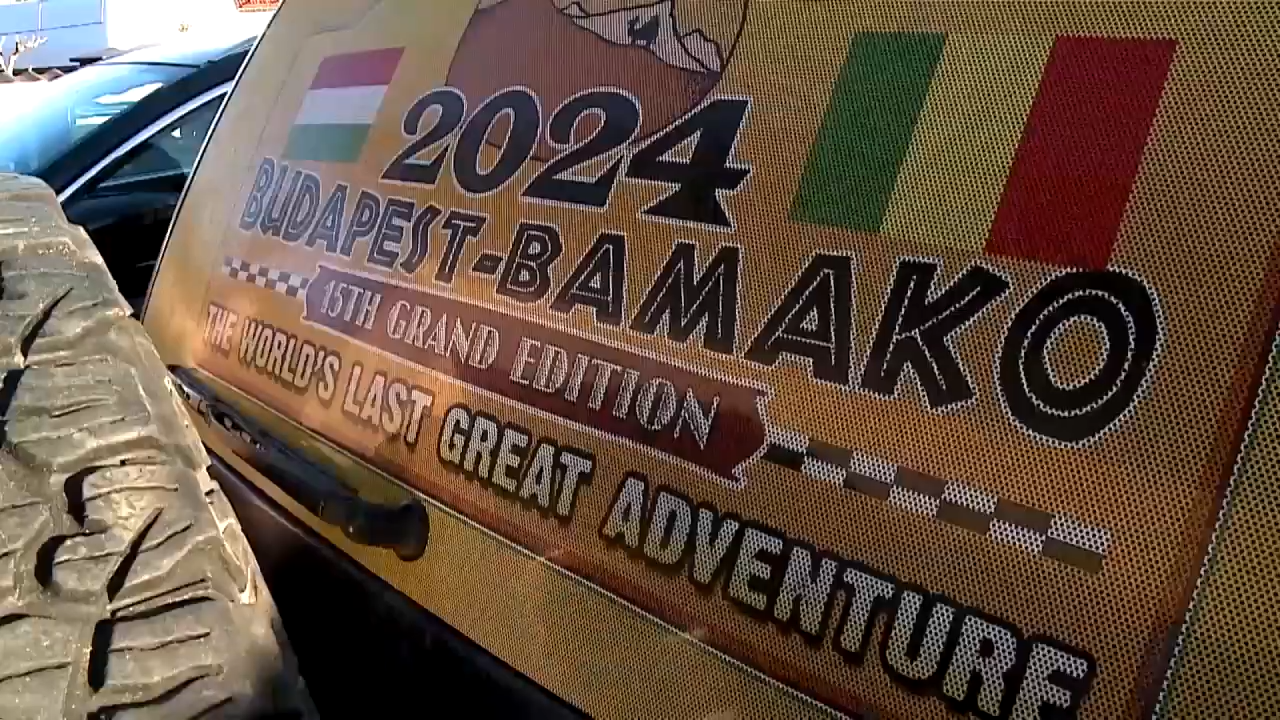 2024
BUDAPEST-BAMAKO
15TH GRAND EDITION
THE WORLD'S LAST GREAT ADVENTURE